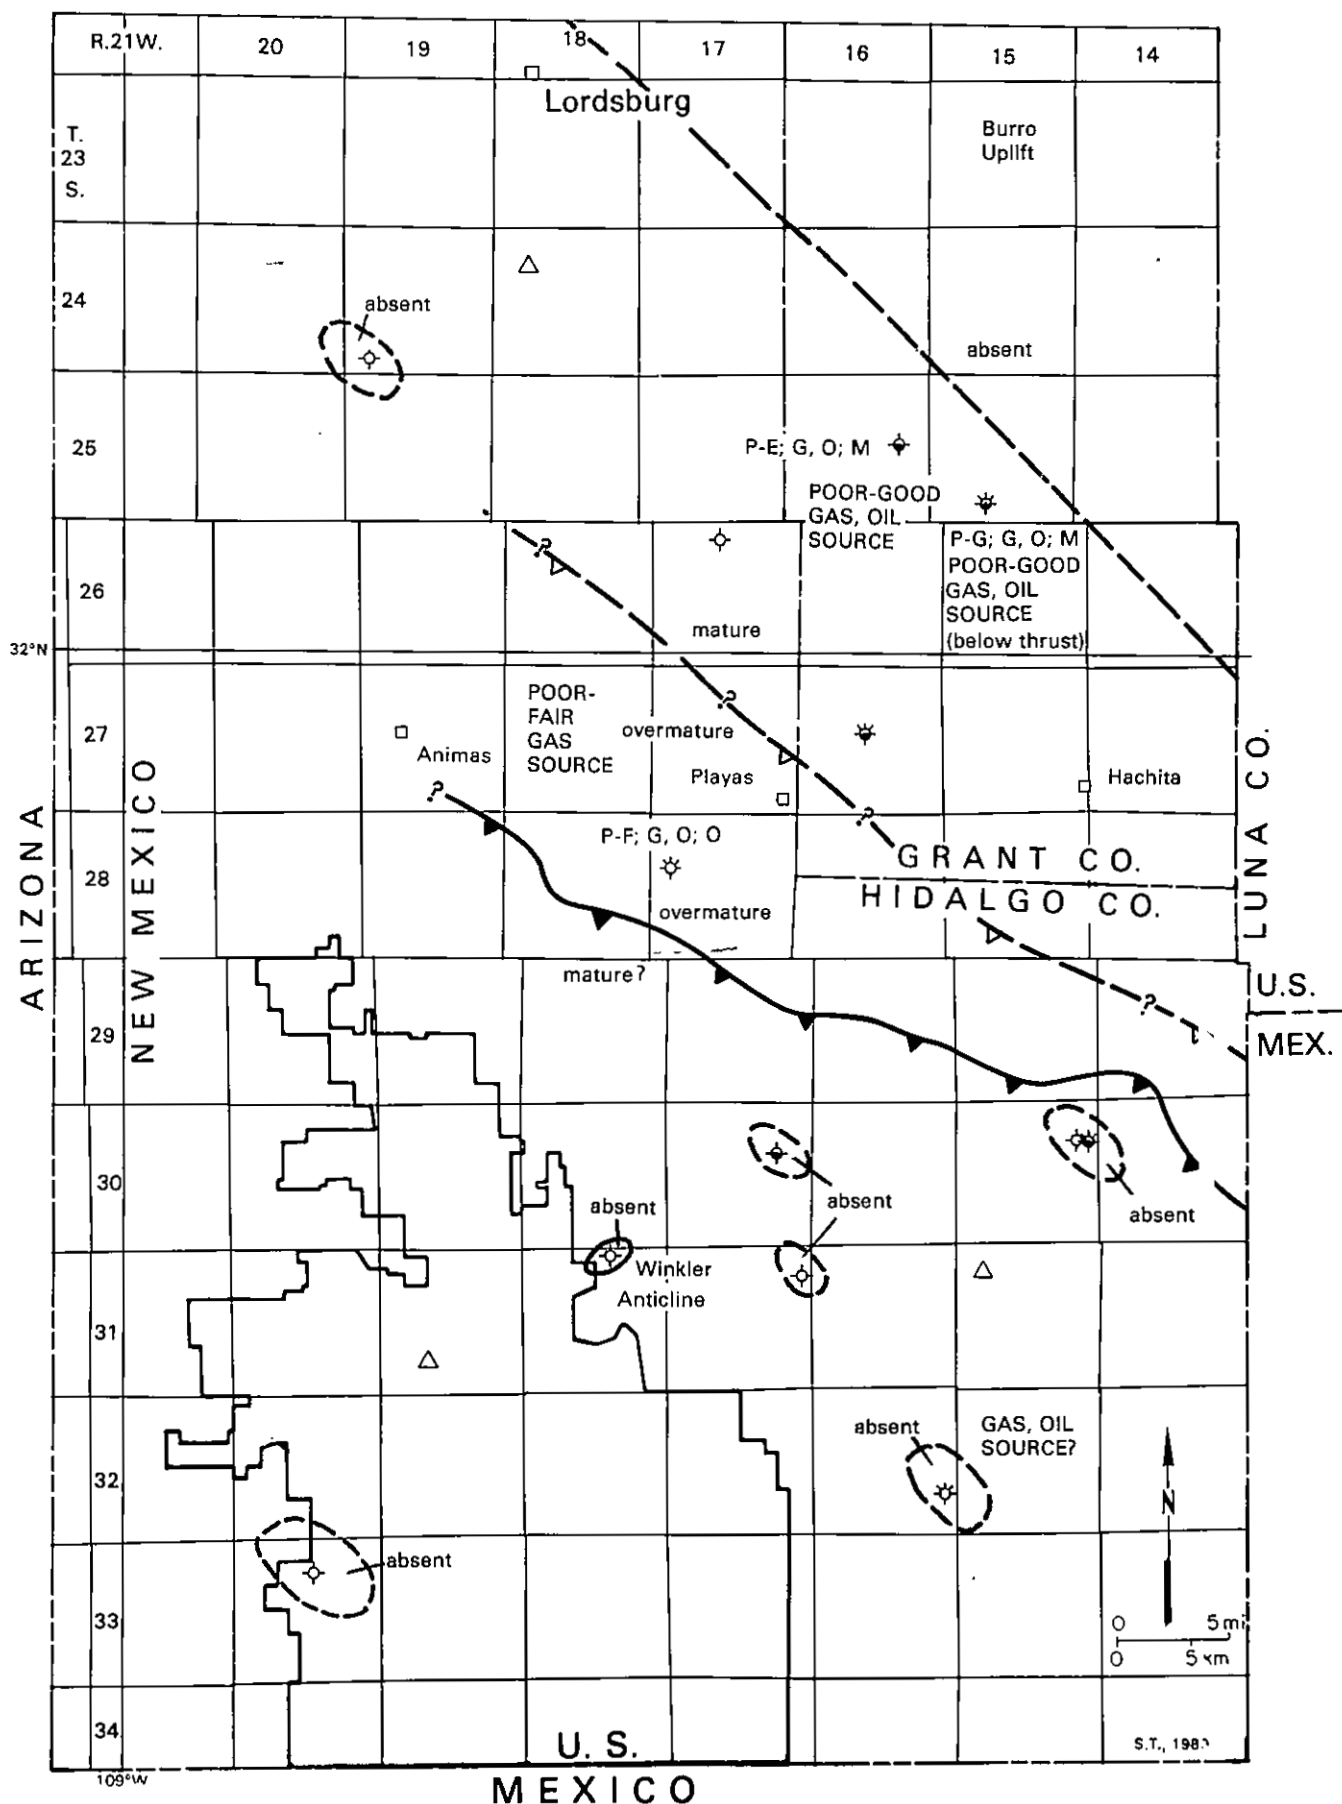 R.21W.
20
19
18
17
16
15
14
Lordsburg
T.
23
S.
Burro
Uplift
24
absent
absent
25
P-E; G, O; M
POOR-GOOD
GAS, OIL
SOURCE
P-G; G, O; M
POOR-GOOD
GAS, OIL
SOURCE
(below thrust)
?
26
mature
32°N
POOR-
FAIR
GAS
SOURCE
?
overmature
27
Animas
Playas
Hachita
?
?
P-F; G, O; O
GRANT CO.
HIDALGO CO.
LUNA CO.
ARIZONA
NEW MEXICO
28
overmature
mature?
?
U.S.
MEX.
29
30
absent
absent
absent
Winkler
Anticline
31
absent
GAS, OIL
SOURCE?
32
N
absent
33
0 5 mi
0 5 km
34
U. S.
MEXICO
109°W